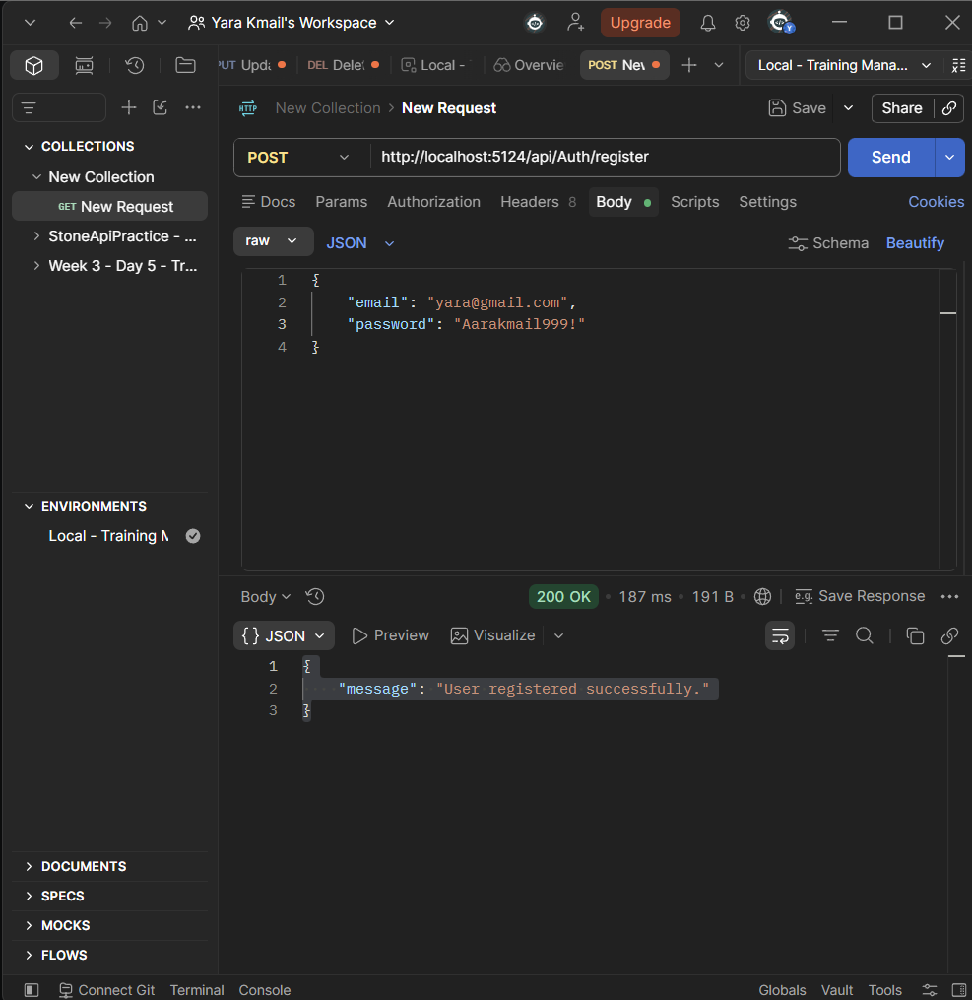 Yara Kmail's Workspace
Upgrade
Y
PUT Upda
DEL Dele
Local -
Overvie
POST Nev
Local - Training Mana...
HTTP New Collection > New Request
Save
Share
COLLECTIONS
New Collection
GET New Request
StoneApiPractice - ...
Week 3 - Day 5 - Tr...
POST
http://localhost:5124/api/Auth/register
Send
Docs Params Authorization Headers 8 Body Scripts Settings Cookies
raw JSON Schema Beautify
1 {
2 "email": "yara@gmail.com",
3 "password": "Aarakmail999!"
4 }
ENVIRONMENTS
Local - Training M
Body 200 OK • 187 ms • 191 B • e.g. Save Response
{} JSON Preview Visualize
1 {
2 "message": "User registered successfully."
3 }
DOCUMENTS
SPECS
MOCKS
FLOWS
Connect Git Terminal Console Globals Vault Tools